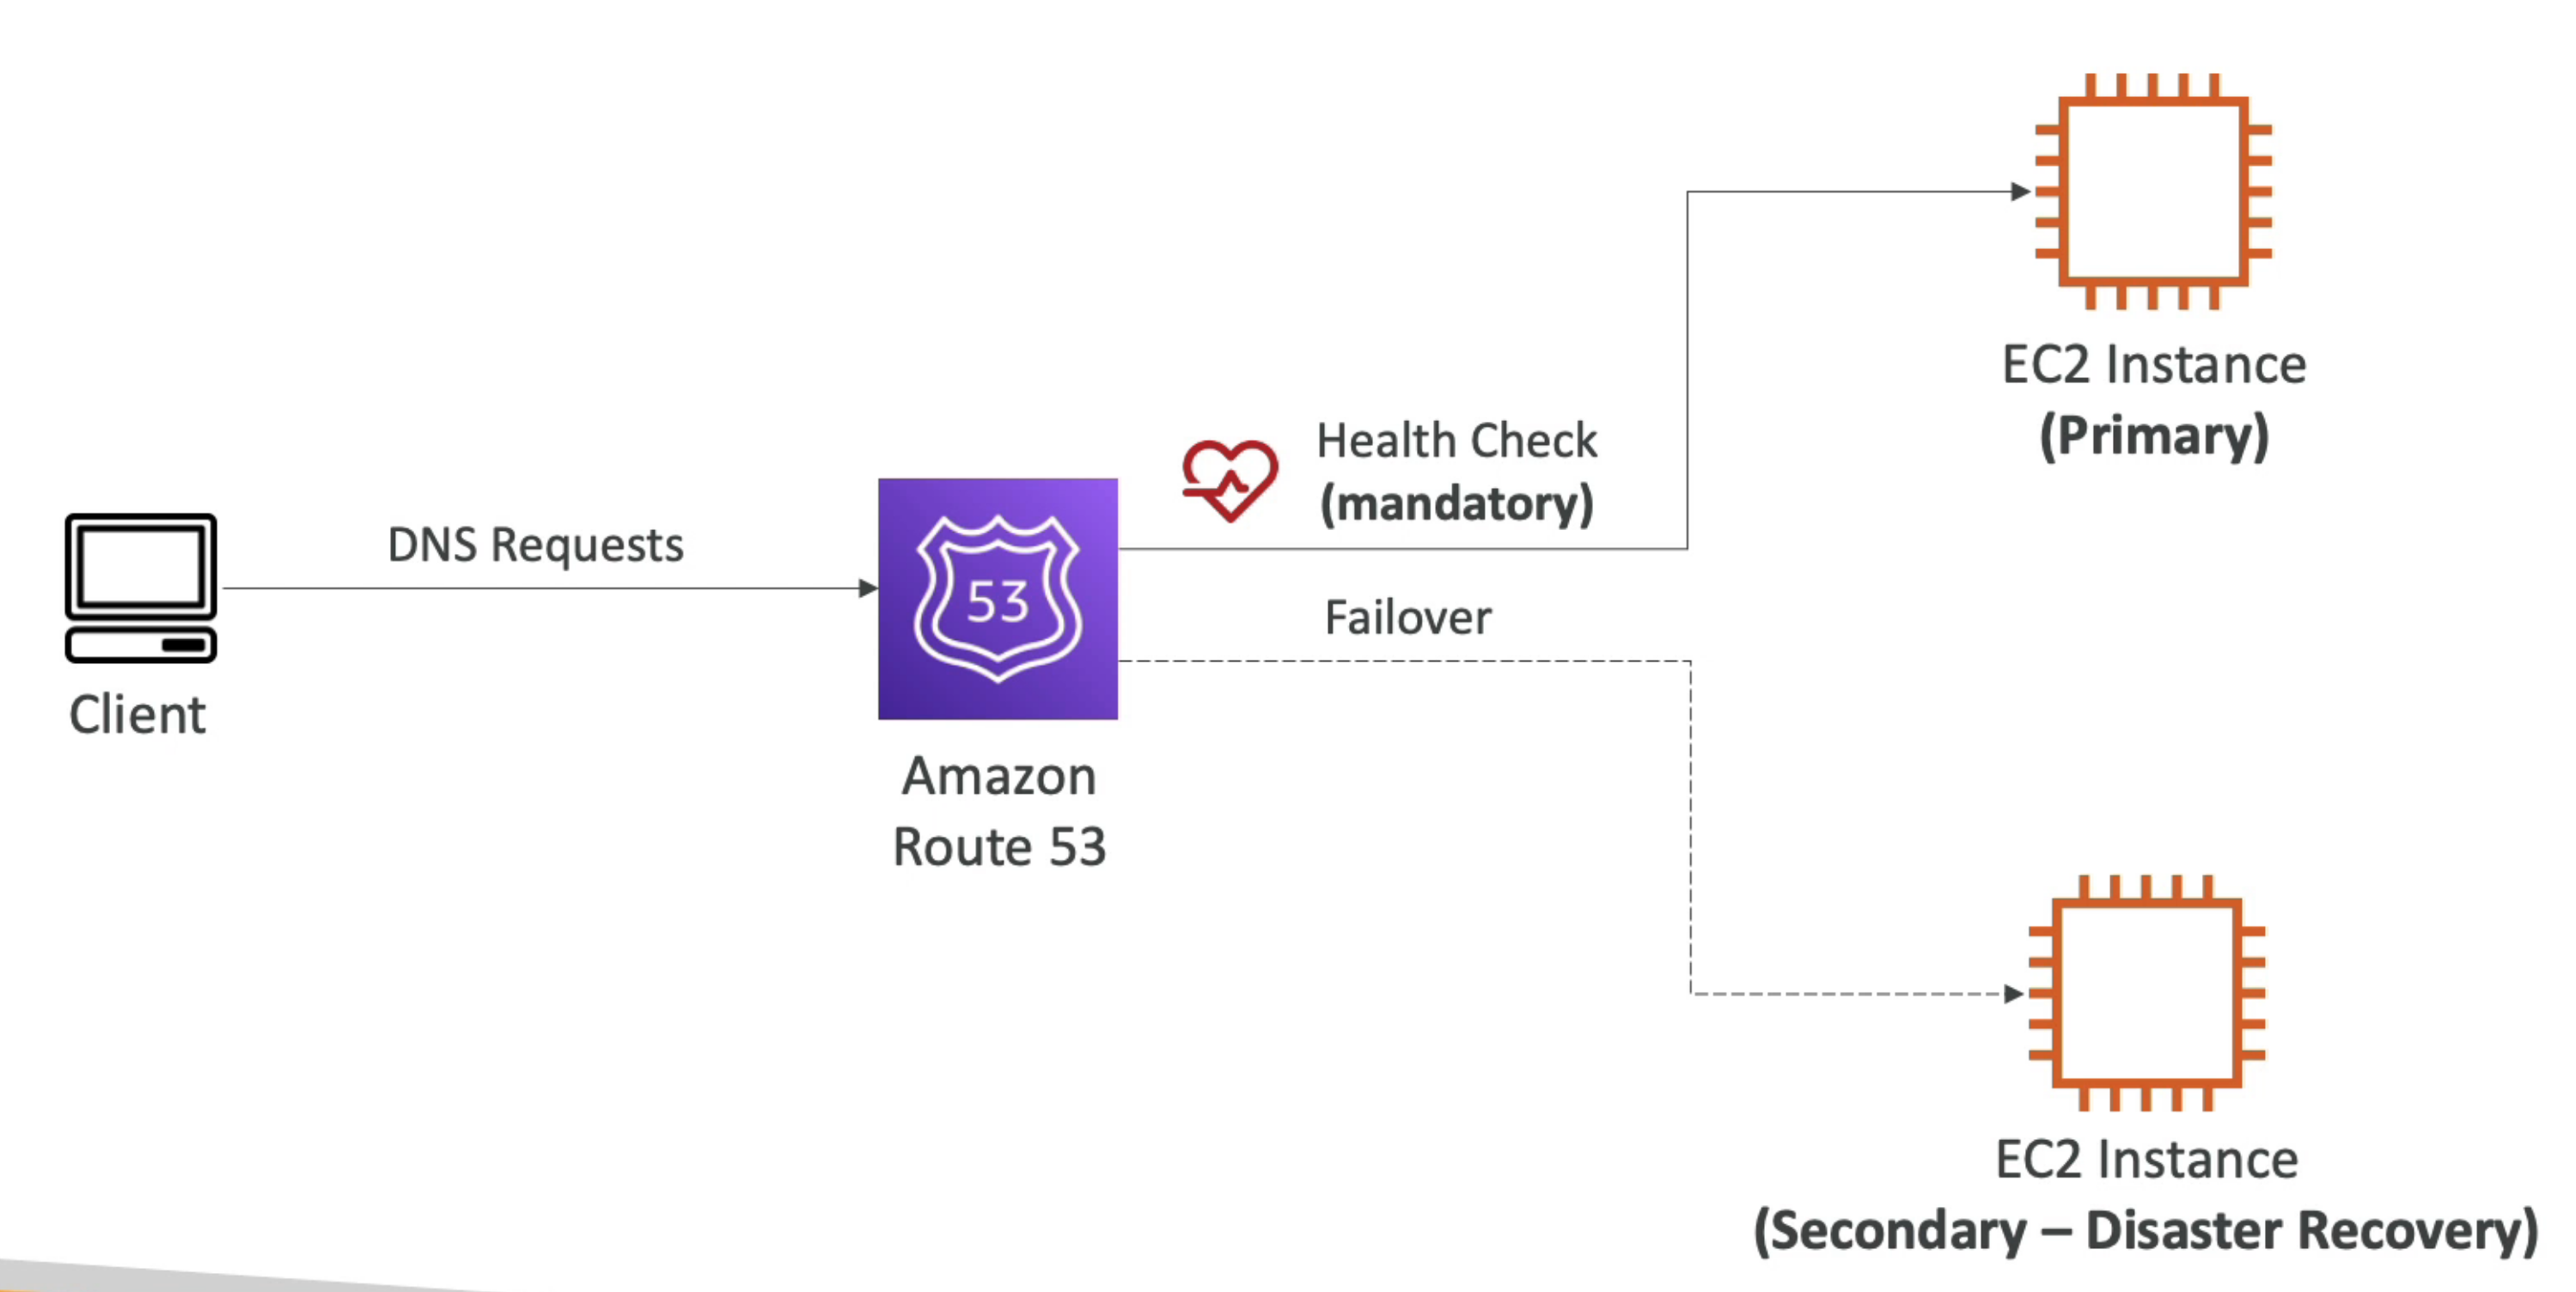 DNS Requests
Client
53
Amazon
Route 53
Health Check
(mandatory)
Failover
EC2 Instance
(Primary)
EC2 Instance
(Secondary – Disaster Recovery)